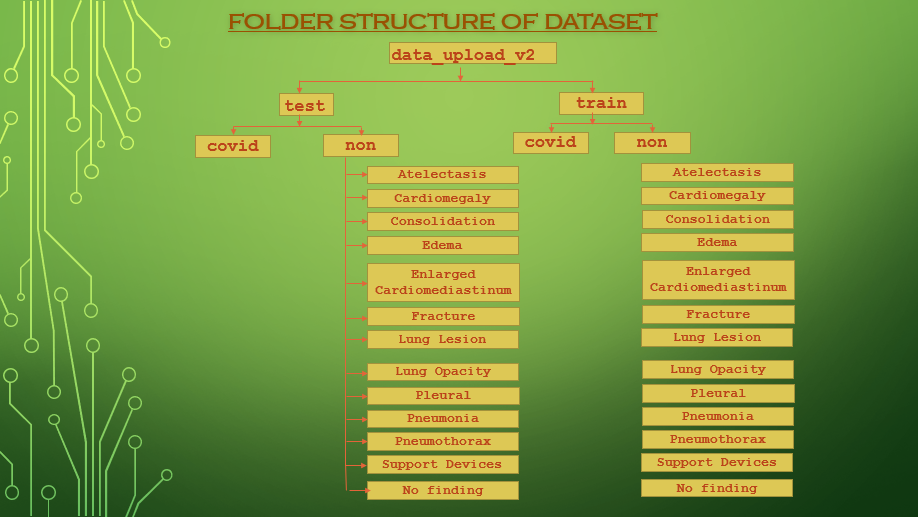 FOLDER STRUCTURE OF DATASET
data_upload_v2
test
train
covid
non
covid
non
Atelectasis
Cardiomegaly
Consolidation
Edema
Enlarged
Cardiomediastinum
Fracture
Lung Lesion
Lung Opacity
Pleural
Pneumonia
Pneumothorax
Support Devices
No finding
Atelectasis
Cardiomegaly
Consolidation
Edema
Enlarged
Cardiomediastinum
Fracture
Lung Lesion
Lung Opacity
Pleural
Pneumonia
Pneumothorax
Support Devices
No finding